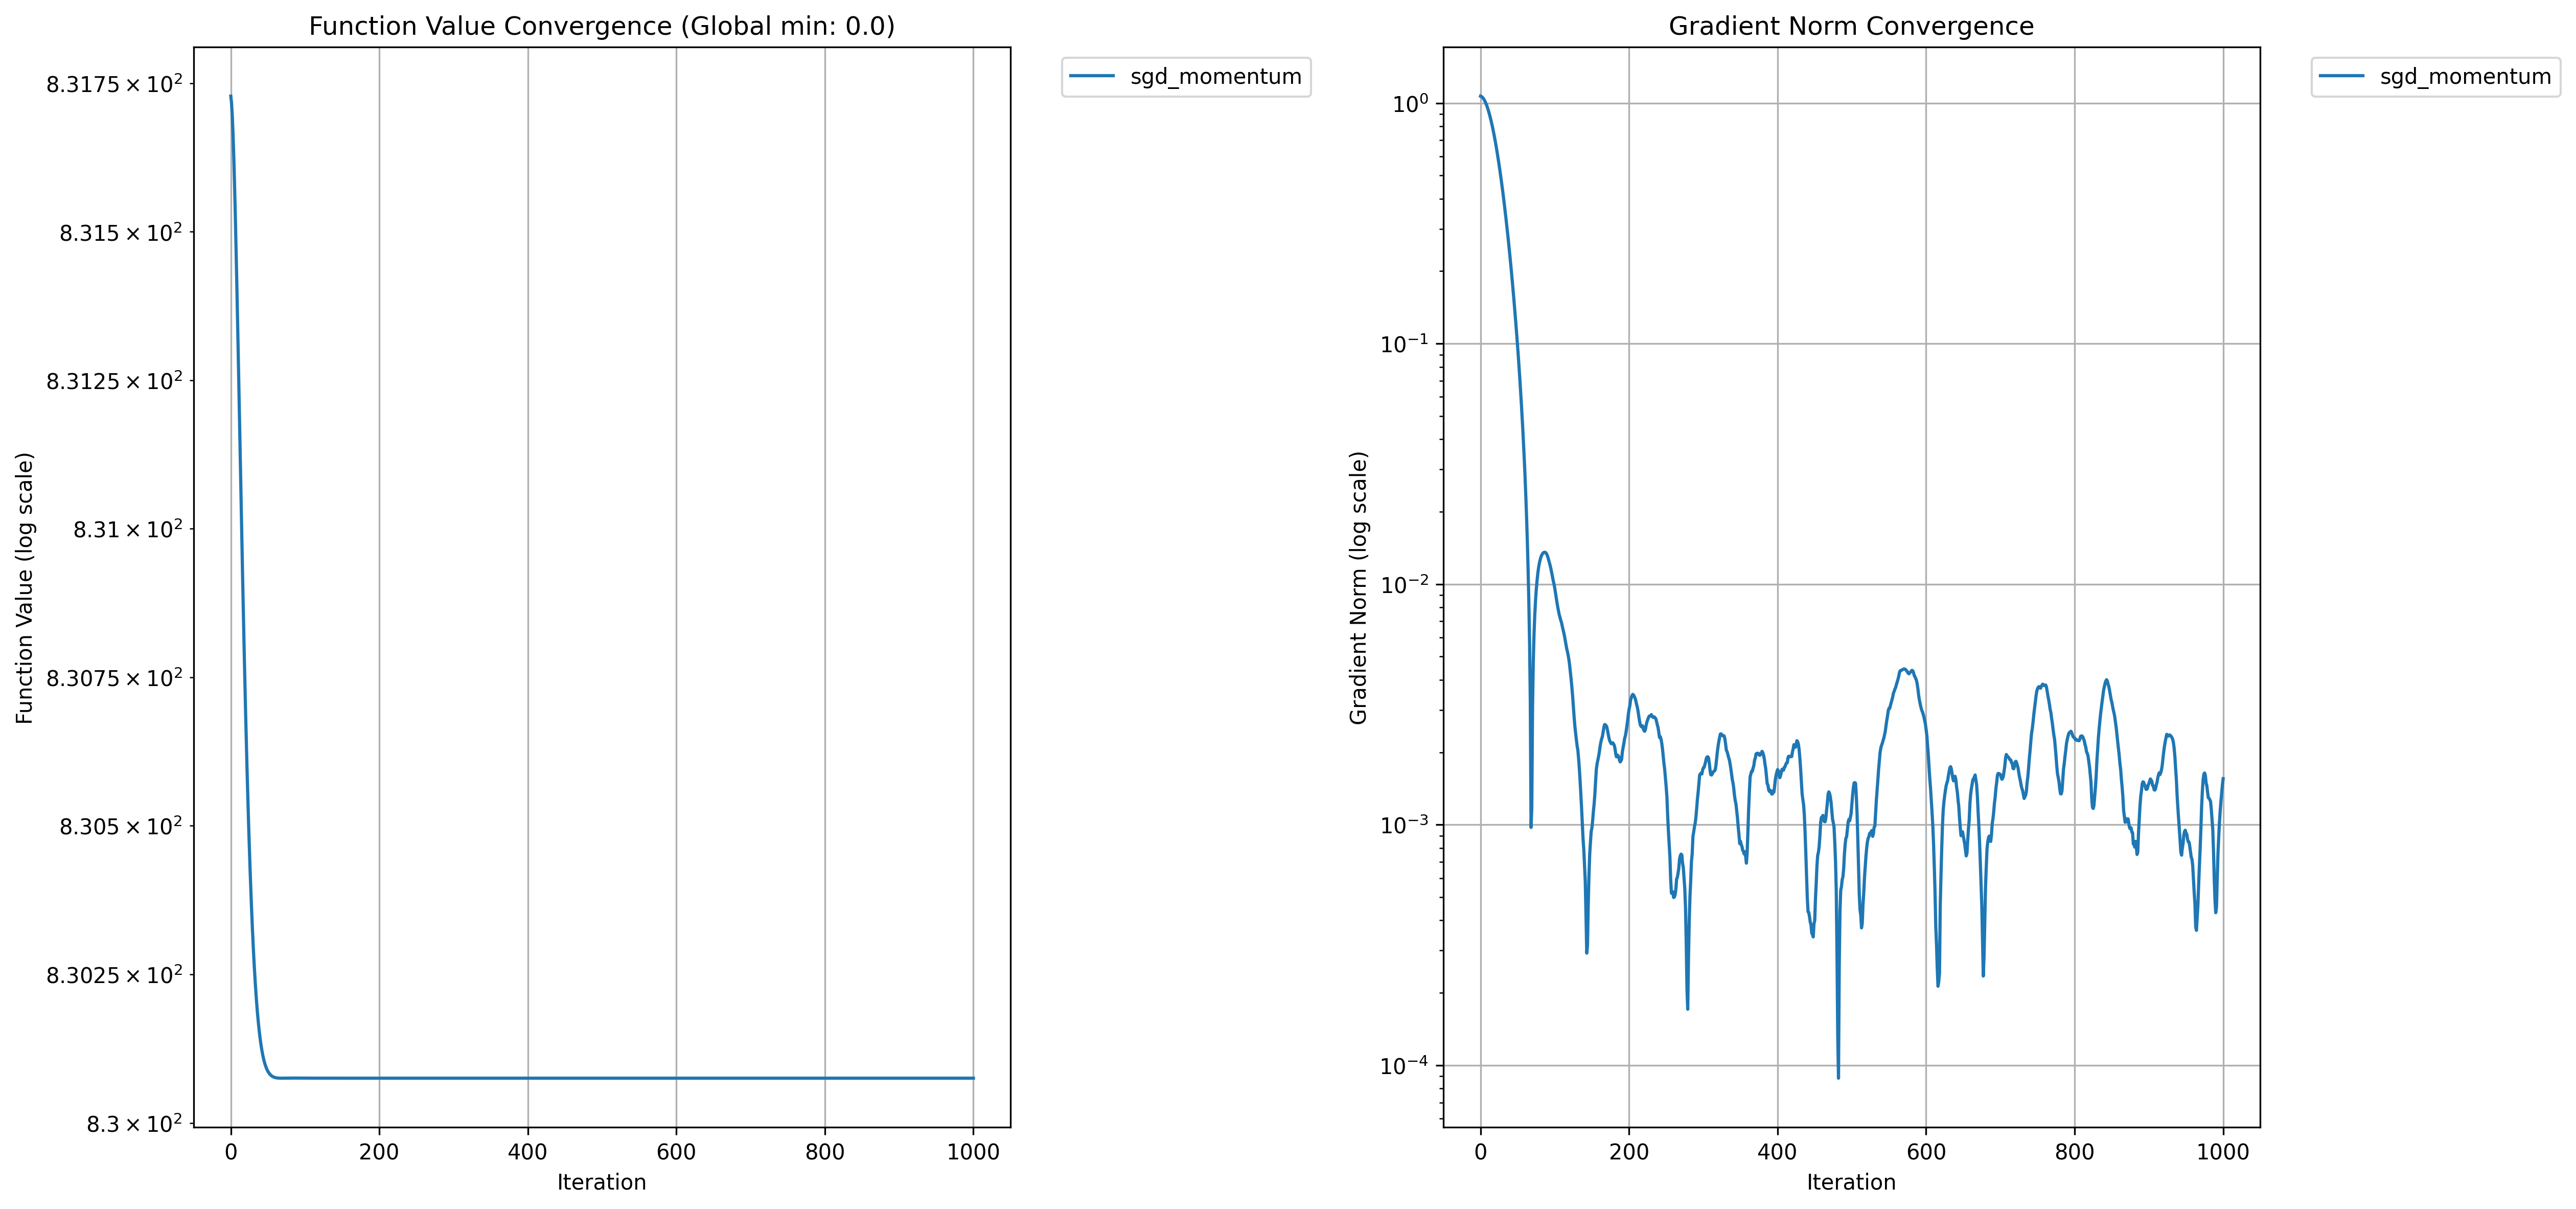 Function Value Convergence (Global min: 0.0)
8.3175 × 10²
8.315 × 10²
8.3125 × 10²
8.31 × 10²
8.3075 × 10²
8.305 × 10²
8.3025 × 10²
8.3 × 10²
Function Value (log scale)
0 200 400 600 800 1000
Iteration
sgd_momentum
Gradient Norm Convergence
10⁰
10⁻¹
10⁻²
10⁻³
10⁻⁴
Gradient Norm (log scale)
0 200 400 600 800 1000
Iteration
sgd_momentum